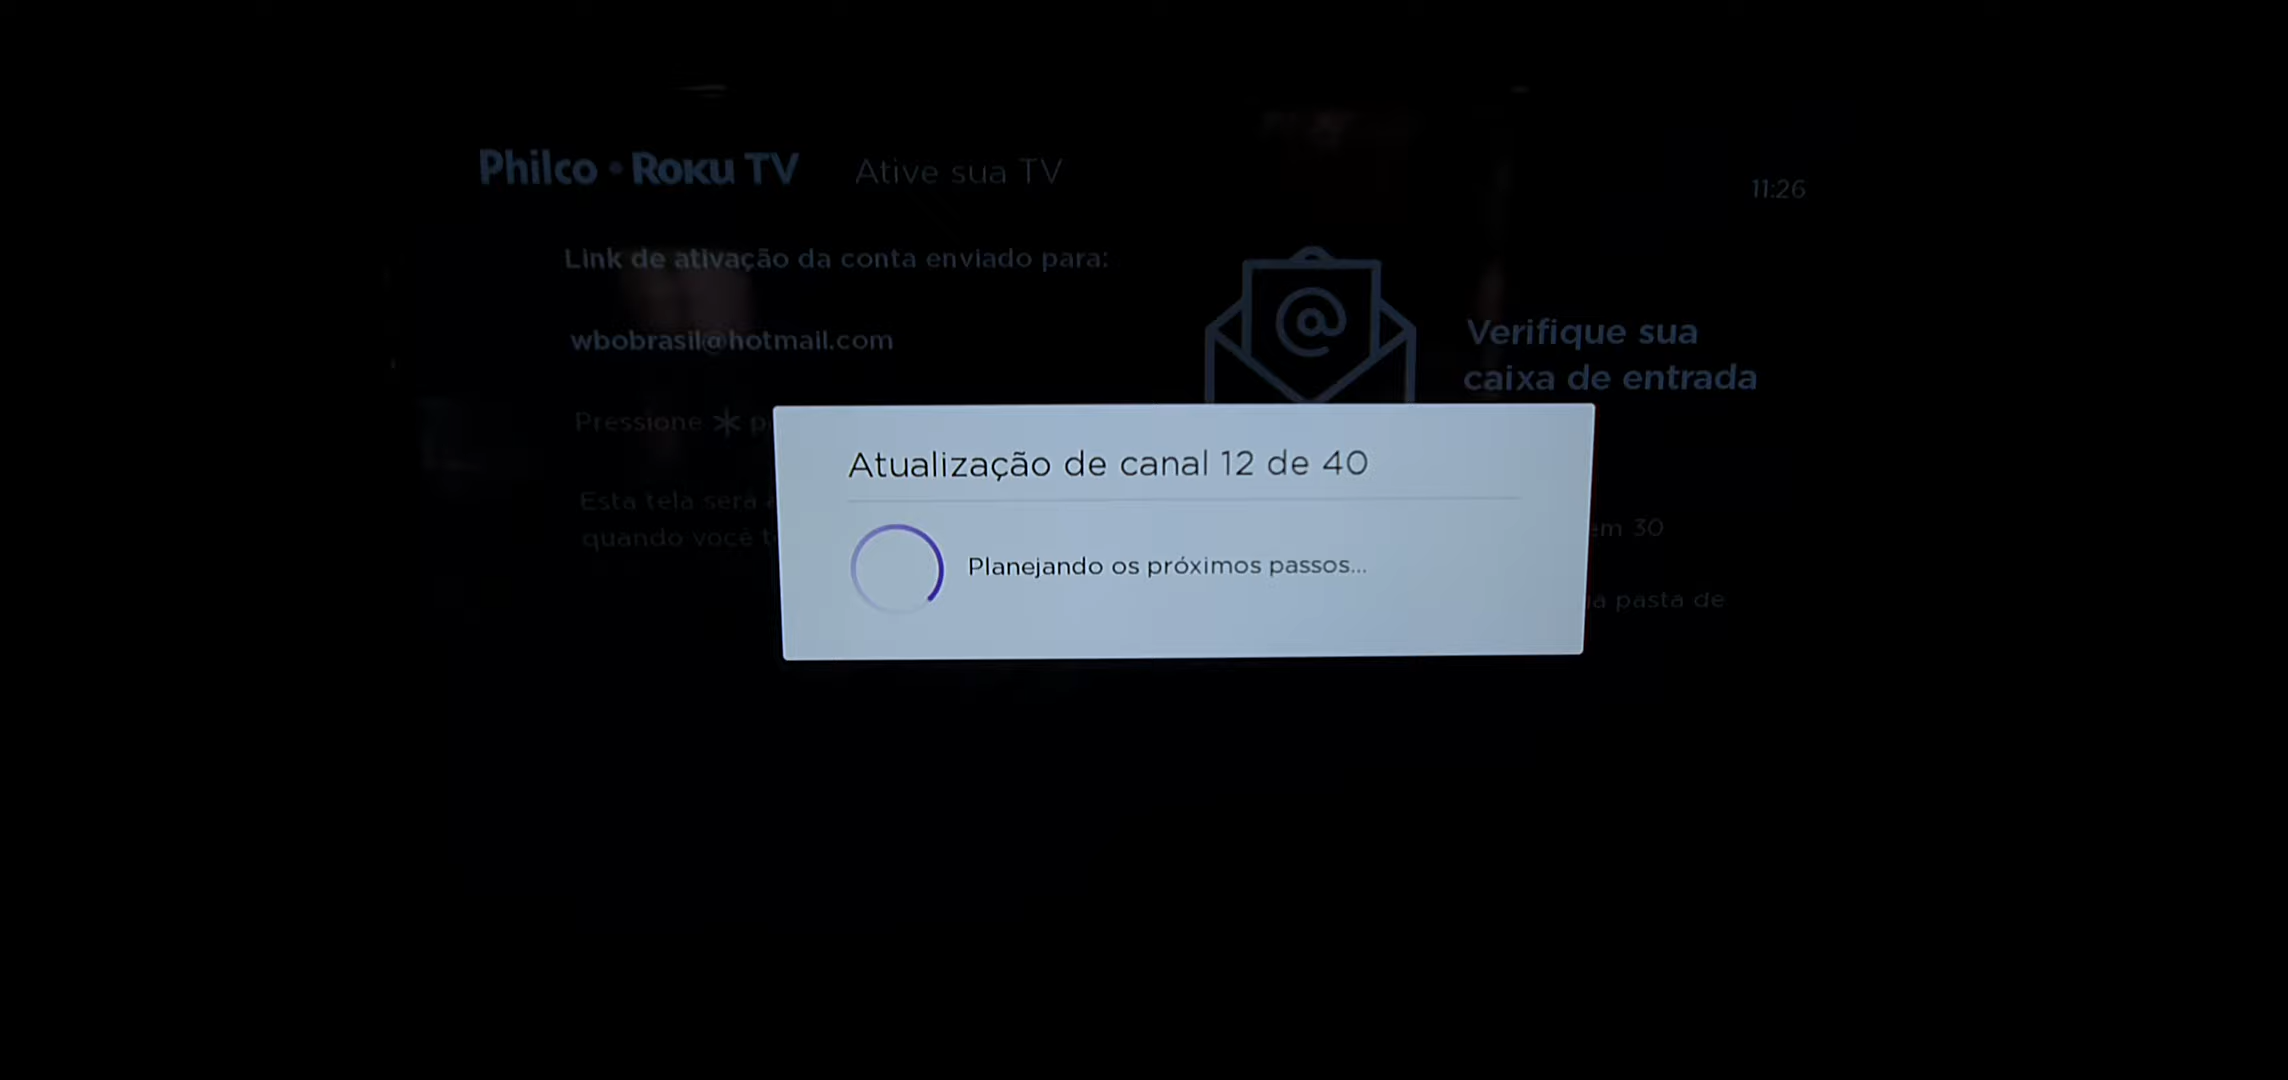 Philco • Roku TV Ative sua TV
11:26
Link de ativação da conta enviado para:
wbobrasil@hotmail.com
Verifique sua
caixa de entrada
Pressione * p
Atualização de canal 12 de 40
Esta tela será
quando você t
em 30
Planejando os próximos passos...
pasta de